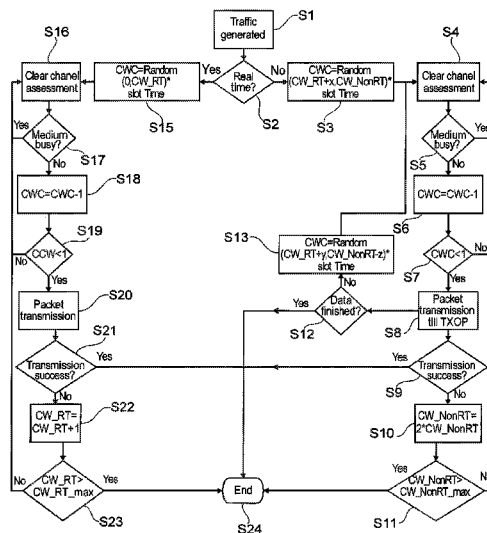 S1
Traffic
generated
S16
Clear chanel
assessment
CWC=Random
(0,CW_RT)*
slot Time
S15
Yes
Real
time?
S2
No
CWC=Random
(CW_RT+x,CW_NonRT)*
slot Time
S3
S4
Clear chanel
assessment
Yes
Medium
busy?
S17
No
CWC=CWC-1
S18
No
CCW<1
S19
Yes
Packet
transmission
S20
Transmission
success?
S21
Yes
No
CW_RT=
CW_RT+1
S22
No
CW_RT>
CW_RT_max
Yes
S23
Medium
busy?
Yes
S5
No
CWC=CWC-1
S6
CWC<1
No
S7
Yes
S13
CWC=Random
(CW_RT+y,CW_NonRT-z)*
slot Time
No
Yes
Data
finished?
S12
Packet
transmission
till TXOP
S8
Yes
Transmission
success?
S9
No
S10
CW_NonRT=
2*CW_NonRT
Yes
CW_NonRT>
CW_NonRT_max
No
S11
End
S24